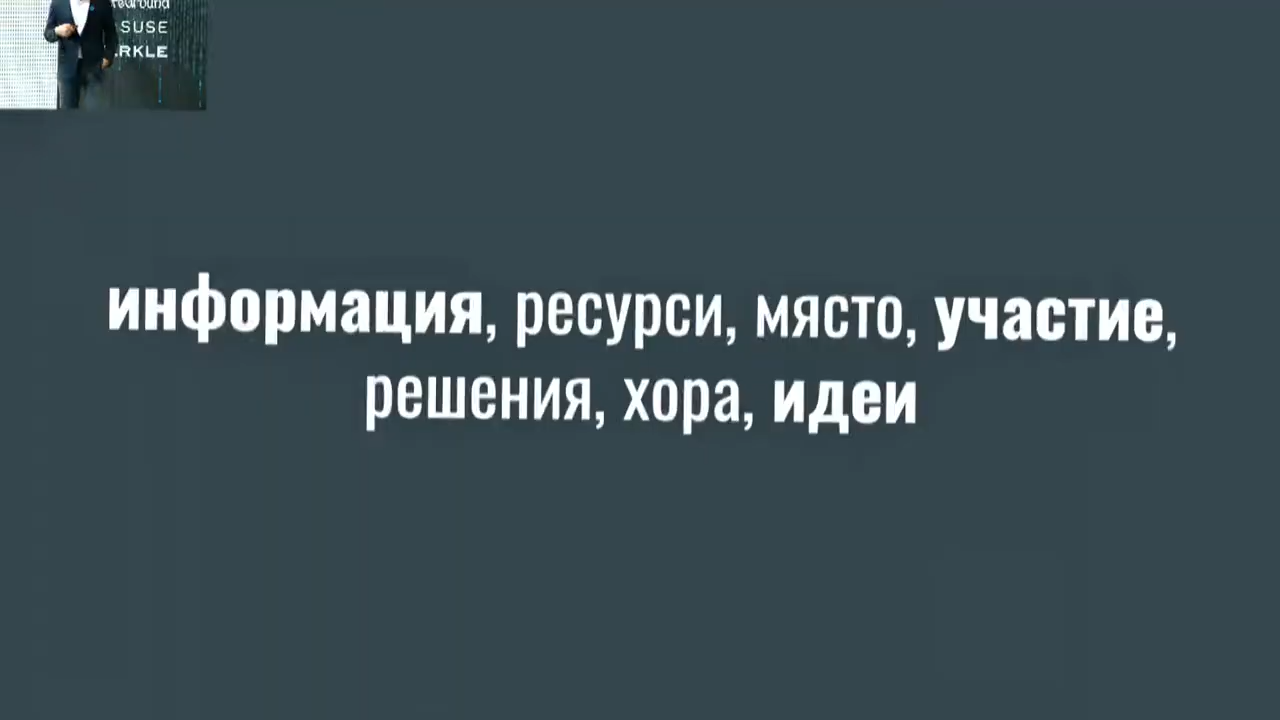 SUSE
информация, ресурси, място, участие,
решения, хора, идеи